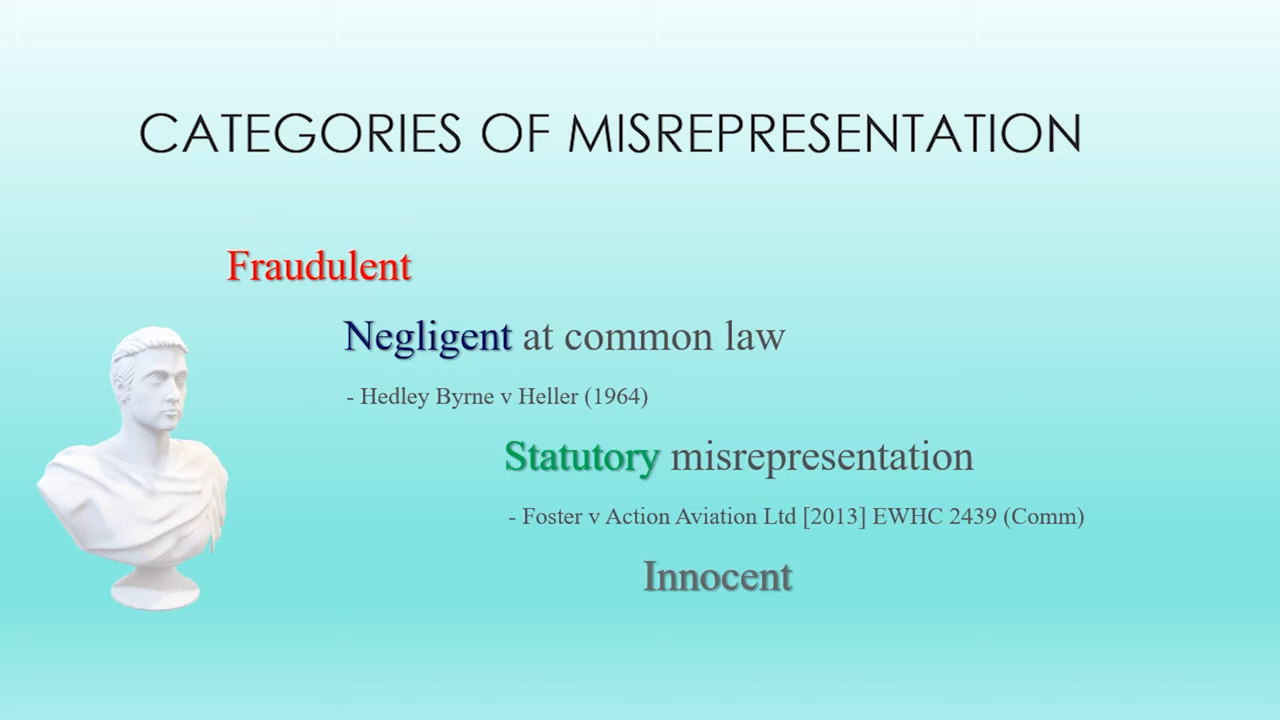 CATEGORIES OF MISREPRESENTATION
Fraudulent
Negligent at common law
- Hedley Byrne v Heller (1964)
Statutory misrepresentation
- Foster v Action Aviation Ltd [2013] EWHC 2439 (Comm)
Innocent